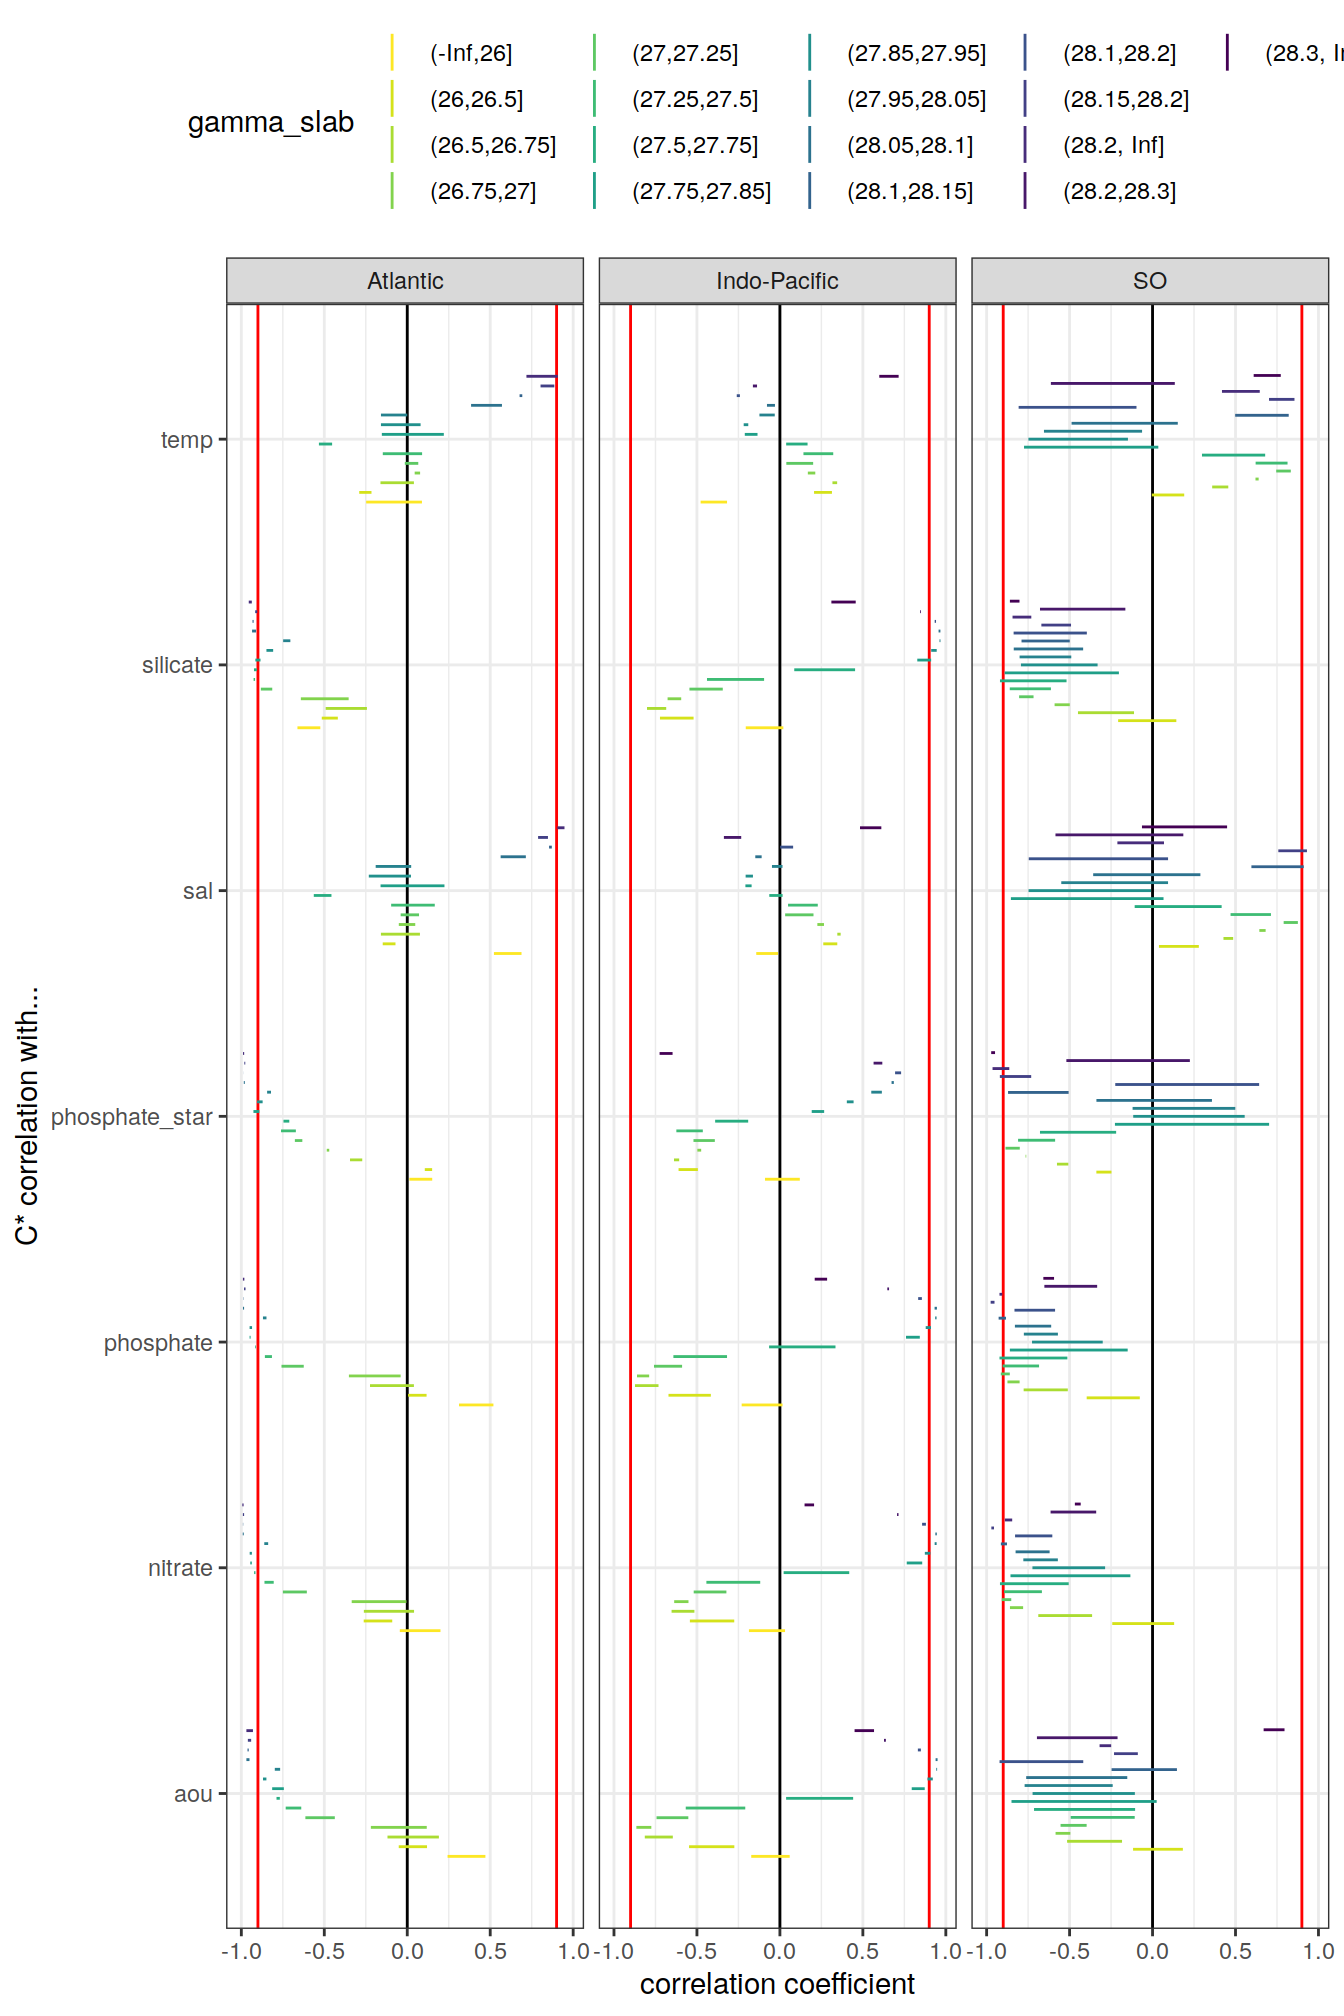 gamma_slab
(-Inf,26]
(26,26.5]
(26.5,26.75]
(26.75,27]
(27,27.25]
(27.25,27.5]
(27.5,27.75]
(27.75,27.85]
(27.85,27.95]
(27.95,28.05]
(28.05,28.1]
(28.1,28.15]
(28.1,28.2]
(28.15,28.2]
(28.2, Inf]
(28.2,28.3]
(28.3,
Atlantic
Indo-Pacific
SO
C* correlation with...
temp
silicate
sal
phosphate_star
phosphate
nitrate
aou
-1.0 -0.5 0.0 0.5 1.0
-1.0 -0.5 0.0 0.5 1.0
-1.0 -0.5 0.0 0.5 1.0
correlation coefficient